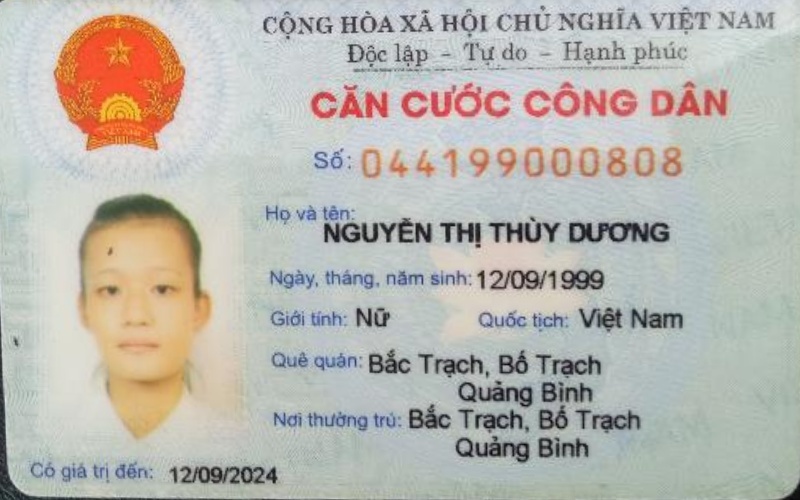 CỘNG HÒA XÃ HỘI CHỦ NGHĨA VIỆT NAM
Độc lập - Tự do - Hạnh phúc
CĂN CƯỚC CÔNG DÂN
Số: 044199000808
Họ và tên:
NGUYỄN THỊ THÙY DƯƠNG
Ngày, tháng, năm sinh: 12/09/1999
Giới tính: Nữ Quốc tịch: Việt Nam
Quê quán: Bắc Trạch, Bố Trạch
Quảng Bình
Nơi thường trú: Bắc Trạch, Bố Trạch
Quảng Bình
Có giá trị đến: 12/09/2024